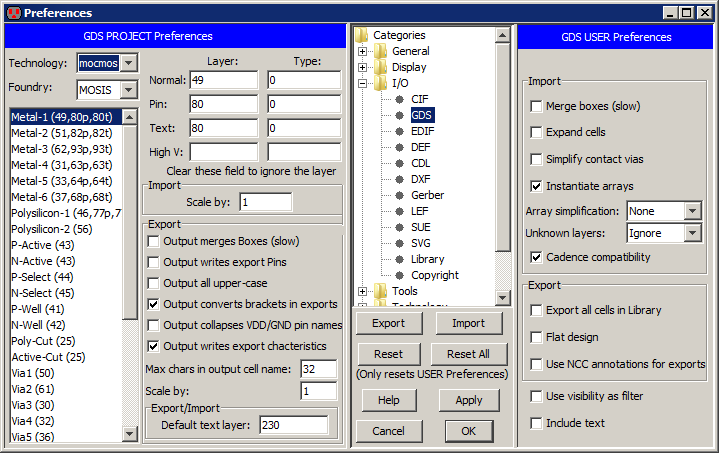 Preferences
GDS PROJECT Preferences
Technology: mocmos
Foundry: MOSIS
Metal-1 (49,80p,80t)
Metal-2 (51,82p,82t)
Metal-3 (62,93p,93t)
Metal-4 (31,63p,63t)
Metal-5 (33,64p,64t)
Metal-6 (37,68p,68t)
Polysilicon-1 (46,77p,7
Polysilicon-2 (56)
P-Active (43)
N-Active (43)
P-Select (44)
N-Select (45)
P-Well (41)
N-Well (42)
Poly-Cut (25)
Active-Cut (25)
Via1 (50)
Via2 (61)
Via3 (30)
Via4 (32)
Via5 (36)
Layer: Type:
Normal: 49 0
Pin: 80 0
Text: 80 0
High V:
Clear these field to ignore the layer
Import
Scale by: 1
Export
Output merges Boxes (slow)
Output writes export Pins
Output all upper-case
Output converts brackets in exports
Output collapses VDD/GND pin names
Output writes export chacteristics
Max chars in output cell name: 32
Scale by: 1
Export/Import
Default text layer: 230
Categories
General
Display
I/O
CIF
GDS
EDIF
DEF
CDL
DXF
Gerber
LEF
SUE
SVG
Library
Copyright
Tools
Technology
Export Import
Reset Reset All
(Only resets USER Preferences)
Help Apply
Cancel OK
GDS USER Preferences
Import
Merge boxes (slow)
Expand cells
Simplify contact vias
Instantiate arrays
Array simplification: None
Unknown layers: Ignore
Cadence compatibility
Export
Export all cells in Library
Flat design
Use NCC annotations for exports
Use visibility as filter
Include text